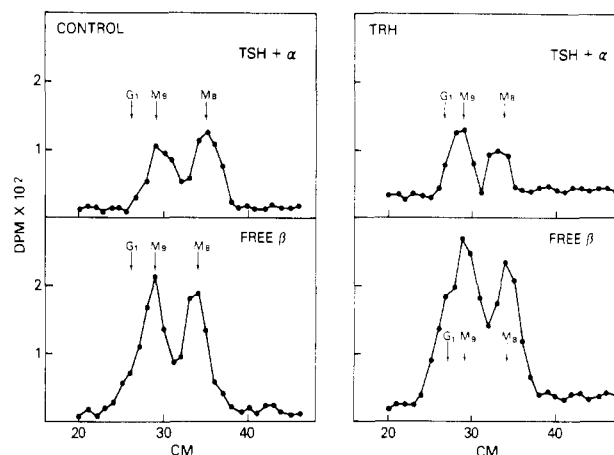 CONTROL
TSH + α
2
1
G1 M9 M8
TRH
TSH + α
G1 M9 M8
DPM X 10²
FREE β
2
1
G1 M9 M8
20 30 40
CM
FREE β
G1 M9 M8
20 30 40
CM